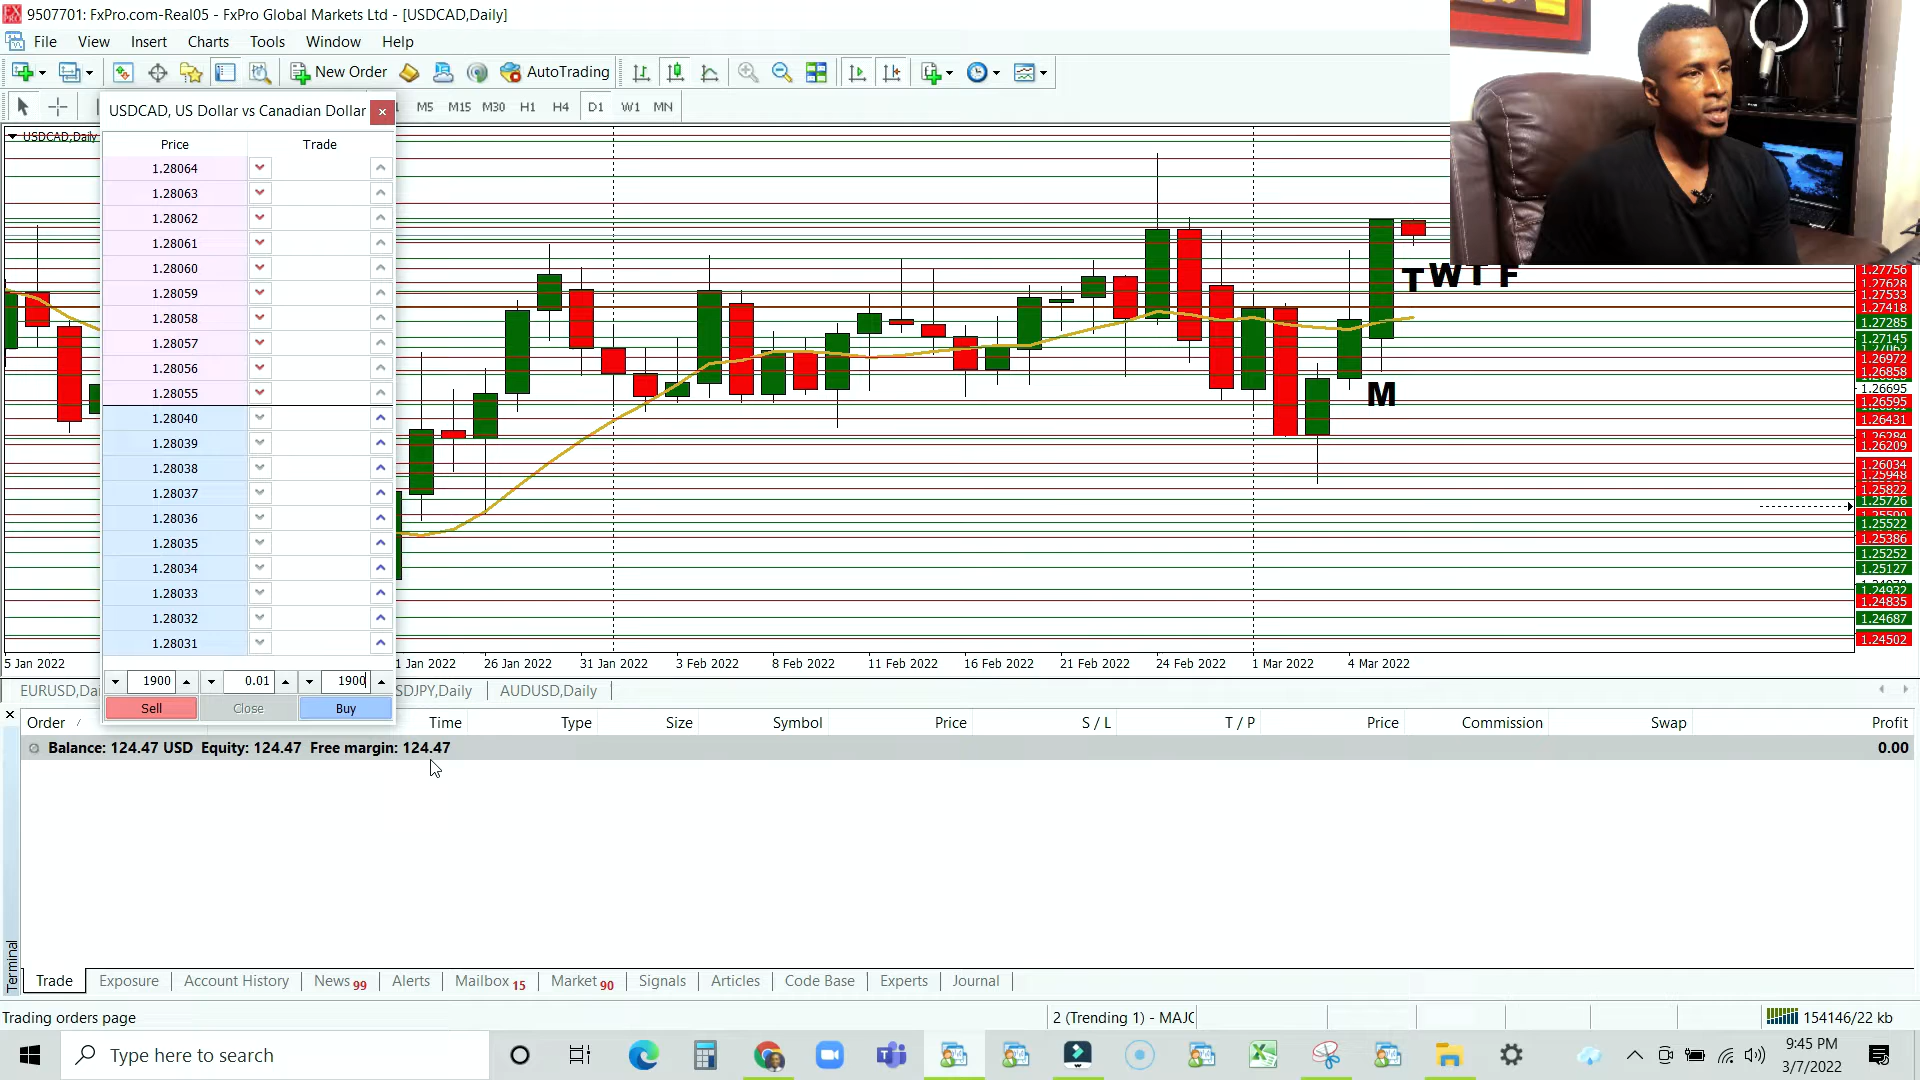 9507701: FxPro.com-Real05 - FxPro Global Markets Ltd - [USDCAD,Daily]
File View Insert Charts Tools Window Help
New Order AutoTrading
M5 M15 M30 H1 H4 D1 W1 MN
USDCAD, US Dollar vs Canadian Dollar
USDCAD,Daily
Price Trade
1.28064
1.28063
1.28062
1.28061
1.28060
1.28059
1.28058
1.28057
1.28056
1.28055
1.28040
1.28039
1.28038
1.28037
1.28036
1.28035
1.28034
1.28033
1.28032
1.28031
1900 0.01 1900
Sell Close Buy
T W T F
M
1.27756
1.27628
1.27533
1.27418
1.27285
1.27145
1.26972
1.26858
1.26695
1.26595
1.26431
1.26284
1.26209
1.26034
1.25948
1.25822
1.25726
1.25522
1.25386
1.25252
1.25127
1.24932
1.24835
1.24687
1.24502
5 Jan 2022 1 Jan 2022 26 Jan 2022 31 Jan 2022 3 Feb 2022 8 Feb 2022 11 Feb 2022 16 Feb 2022 21 Feb 2022 24 Feb 2022 1 Mar 2022 4 Mar 2022
EURUSD,Da SDJPY,Daily AUDUSD,Daily
Order / Time Type Size Symbol Price S / L T / P Price Commission Swap Profit
Balance: 124.47 USD Equity: 124.47 Free margin: 124.47 0.00
Terminal
Trade Exposure Account History News 99 Alerts Mailbox 15 Market 90 Signals Articles Code Base Experts Journal
Trading orders page 2 (Trending 1) - MAJC 154146/22 kb
Type here to search
9:45 PM
3/7/2022